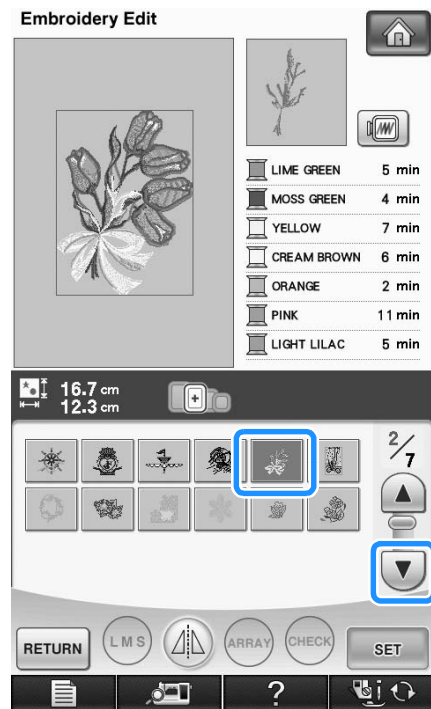 Embroidery Edit
LIME GREEN 5 min
MOSS GREEN 4 min
YELLOW 7 min
CREAM BROWN 6 min
ORANGE 2 min
PINK 11 min
LIGHT LILAC 5 min
16.7 cm
12.3 cm
2/7
RETURN
L M S
ARRAY
CHECK
SET
?